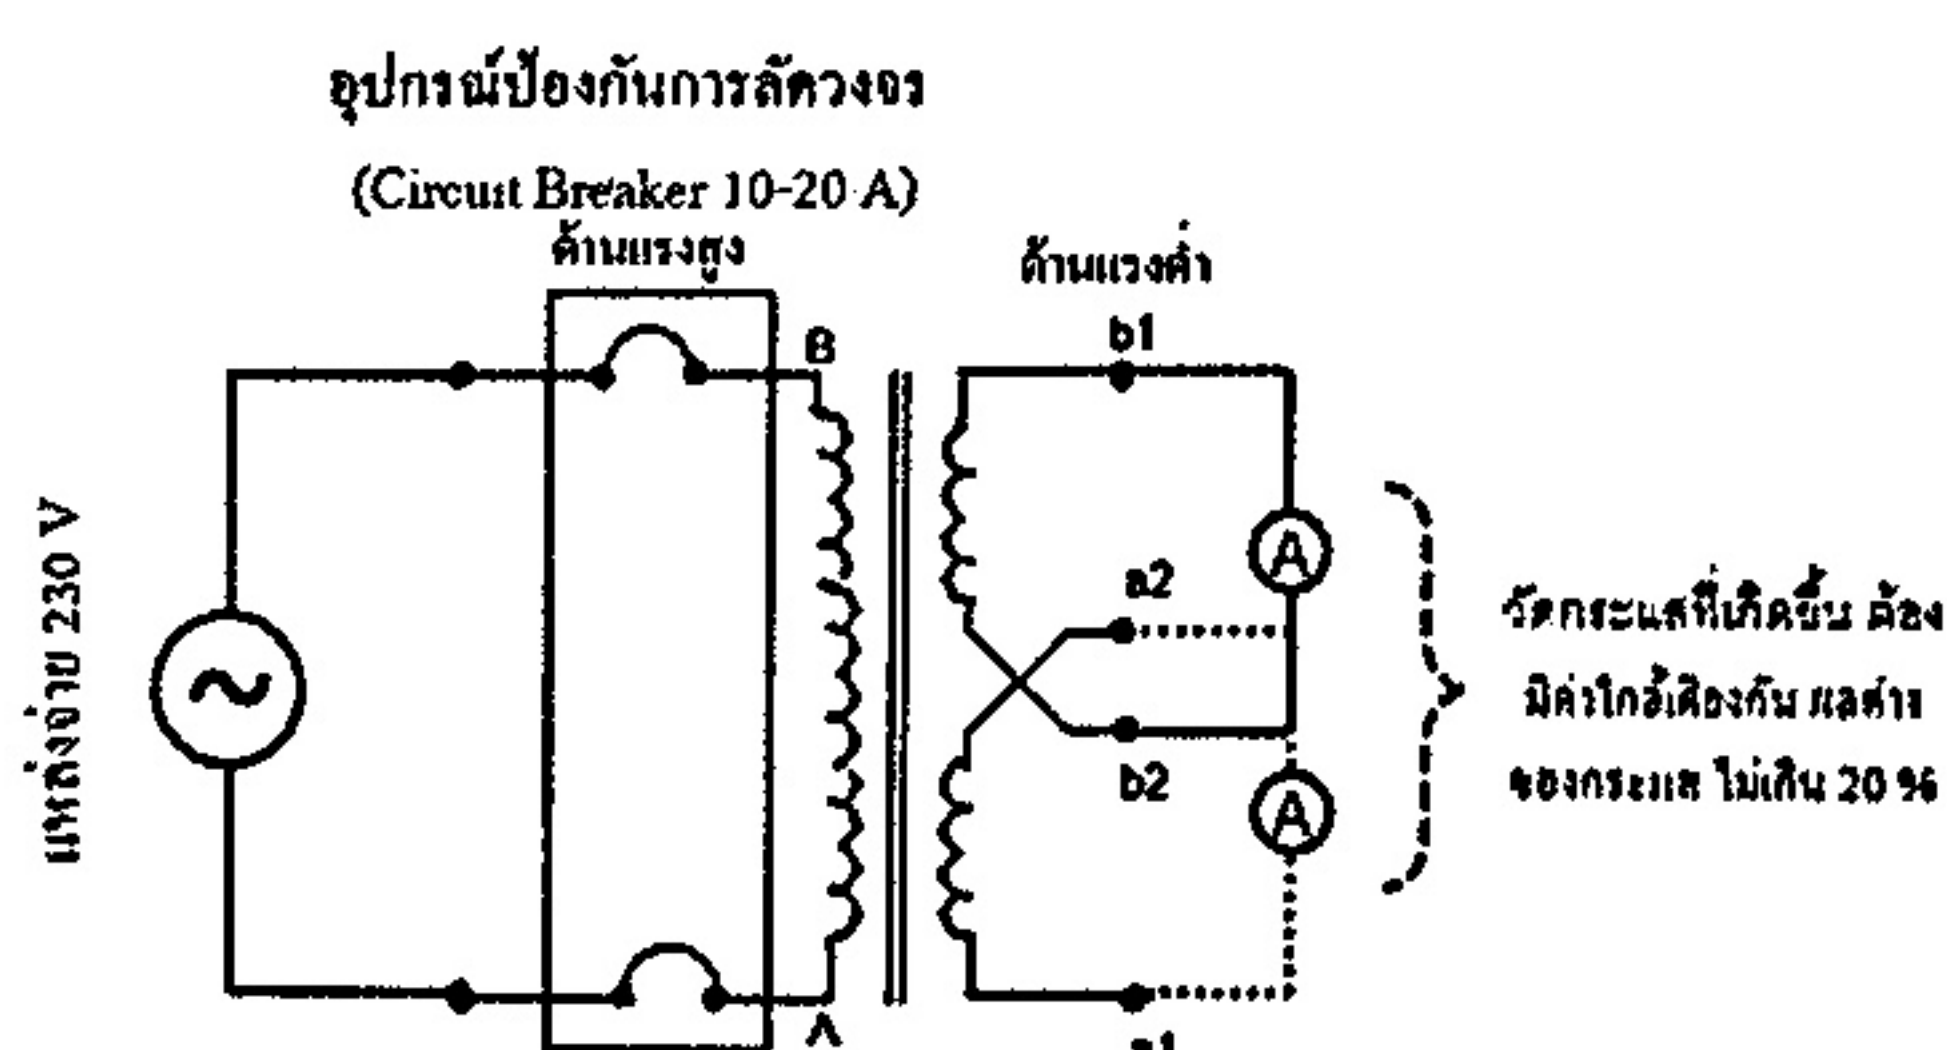 อุปกรณ์ป้องกันการลัดวงจร
(Circuit Breaker 10-20 A)
ด้านแรงสูง
ด้านแรงต่ำ
b1
B
แหล่งจ่าย 230 V
A
a2
วัดกระแสที่เกิดขึ้น ต้อง
มีค่าใกล้เคียงกัน ผลต่าง
ของกระแส ไม่เกิน 20 %
b2
A
A
a1